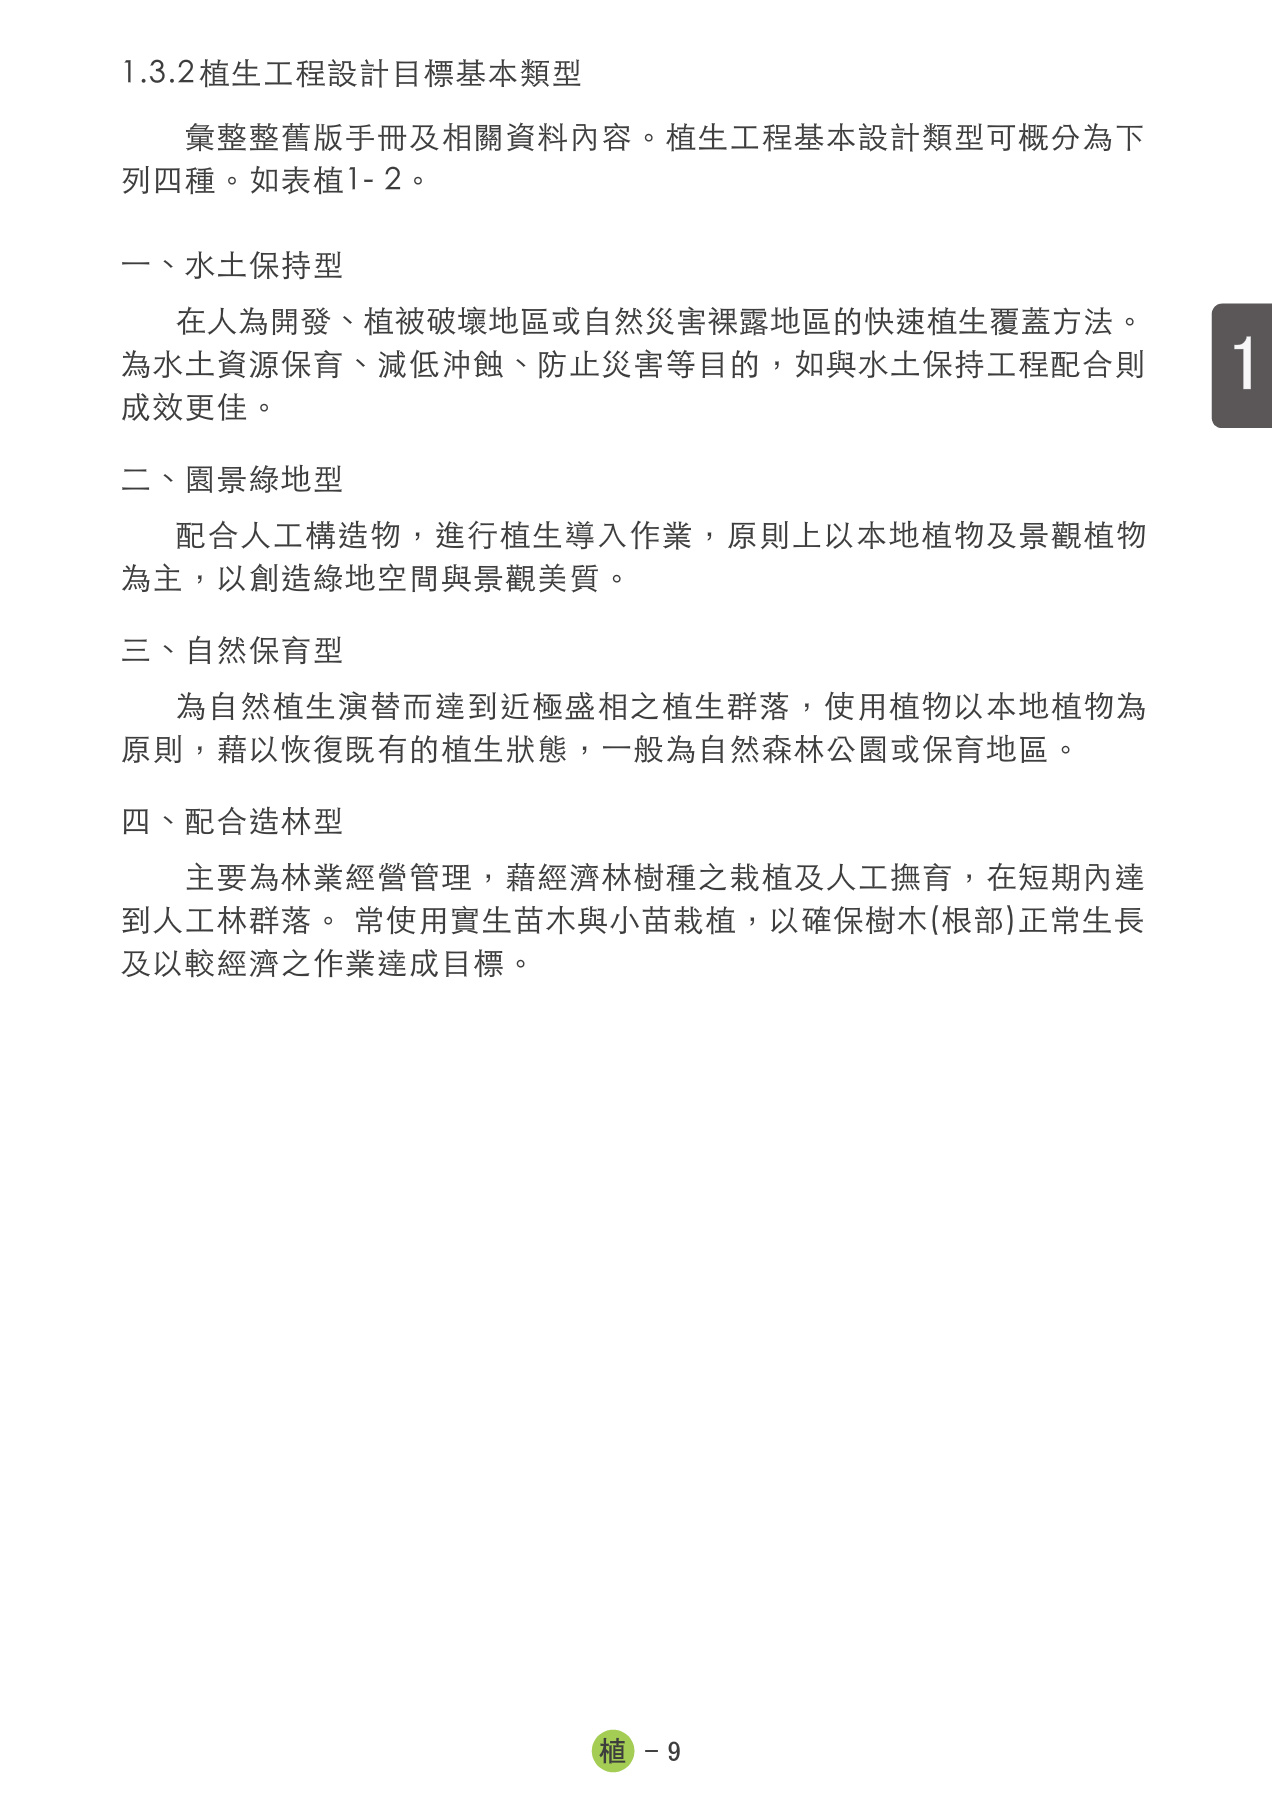 1.3.2植生工程設計目標基本類型
彙整整舊版手冊及相關資料內容。植生工程基本設計類型可概分為下
列四種。如表植1- 2。
一、水土保持型
在人為開發、植被破壞地區或自然災害裸露地區的快速植生覆蓋方法。
為水土資源保育、減低沖蝕、防止災害等目的，如與水土保持工程配合則
成效更佳。
1
二、園景綠地型
配合人工構造物，進行植生導入作業，原則上以本地植物及景觀植物
為主，以創造綠地空間與景觀美質。
三、自然保育型
為自然植生演替而達到近極盛相之植生群落，使用植物以本地植物為
原則，藉以恢復既有的植生狀態，一般為自然森林公園或保育地區。
四、配合造林型
主要為林業經營管理，藉經濟林樹種之栽植及人工撫育，在短期內達
到人工林群落。 常使用實生苗木與小苗栽植，以確保樹木(根部)正常生長
及以較經濟之作業達成目標。
植 – 9